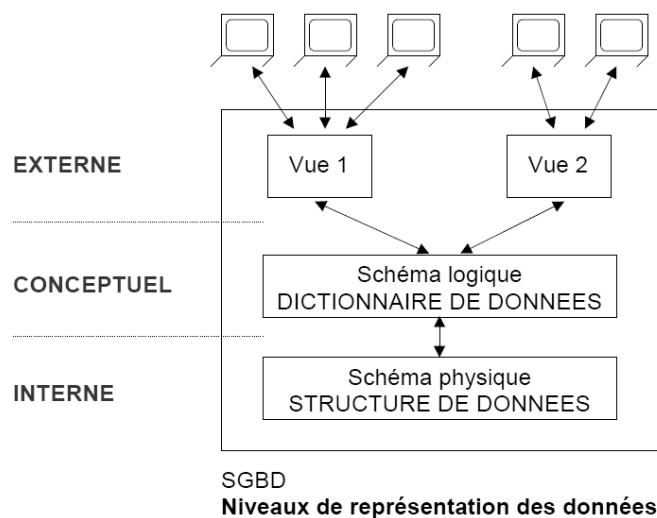 EXTERNE
Vue 1
Vue 2
CONCEPTUEL
Schéma logique
DICTIONNAIRE DE DONNEES
INTERNE
Schéma physique
STRUCTURE DE DONNEES
SGBD
Niveaux de représentation des données